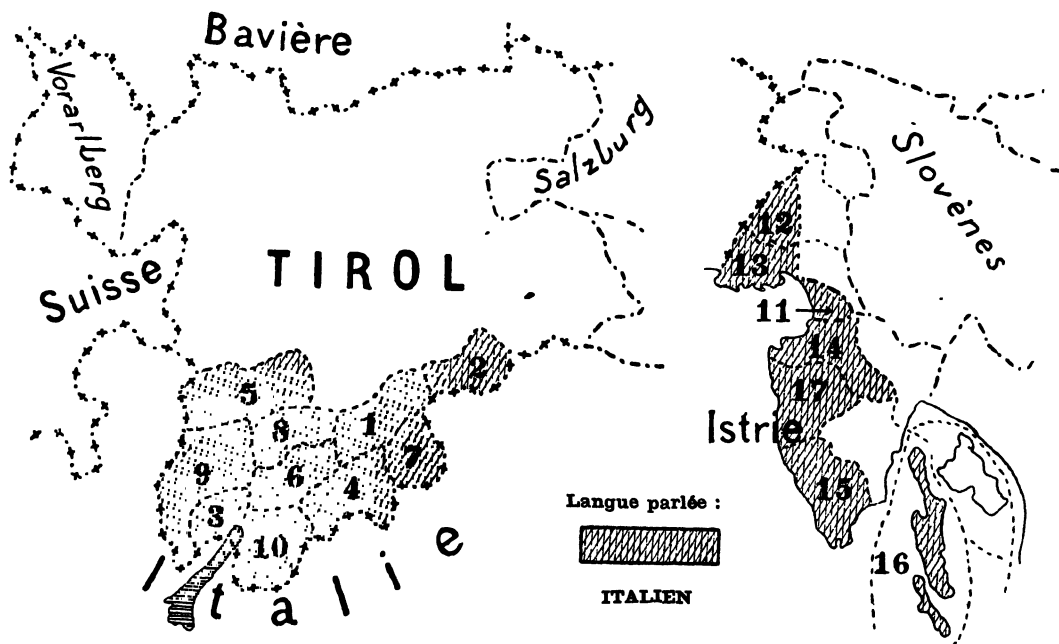 Bavière
Vorarlberg
Salzburg
Slovènes
Suisse
TIROL
12
13
11
14
2
5
1
8
17
Istrie
7
9
6
4
15
3
10
Langue parlée :
16
ITALIEN
Italie